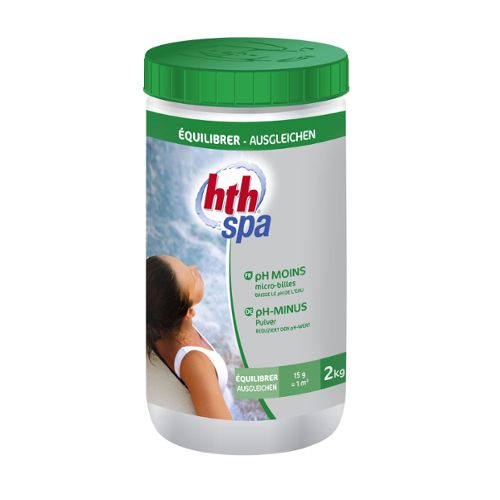 ÉQUILIBRER - AUSGLEICHEN
hth
spa
FR pH MOINS
micro-billes
BAISSE LE pH DE L'EAU
DE pH-MINUS
Pulver
REDUZIERT DEN pH-WERT
ÉQUILIBRER
AUSGLEICHEN
15 g
= 1 m³
2kg